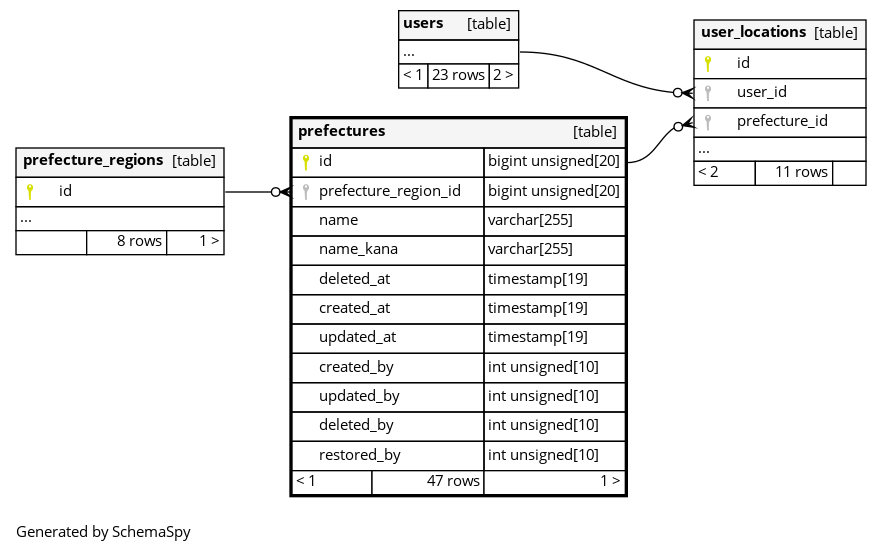 users [table]
...
< 1 23 rows 2 >
user_locations [table]
id
user_id
prefecture_id
...
< 2 11 rows
prefecture_regions [table]
id
...
8 rows 1 >
prefectures [table]
id bigint unsigned[20]
prefecture_region_id bigint unsigned[20]
name varchar[255]
name_kana varchar[255]
deleted_at timestamp[19]
created_at timestamp[19]
updated_at timestamp[19]
created_by int unsigned[10]
updated_by int unsigned[10]
deleted_by int unsigned[10]
restored_by int unsigned[10]
< 1 47 rows 1 >
Generated by SchemaSpy